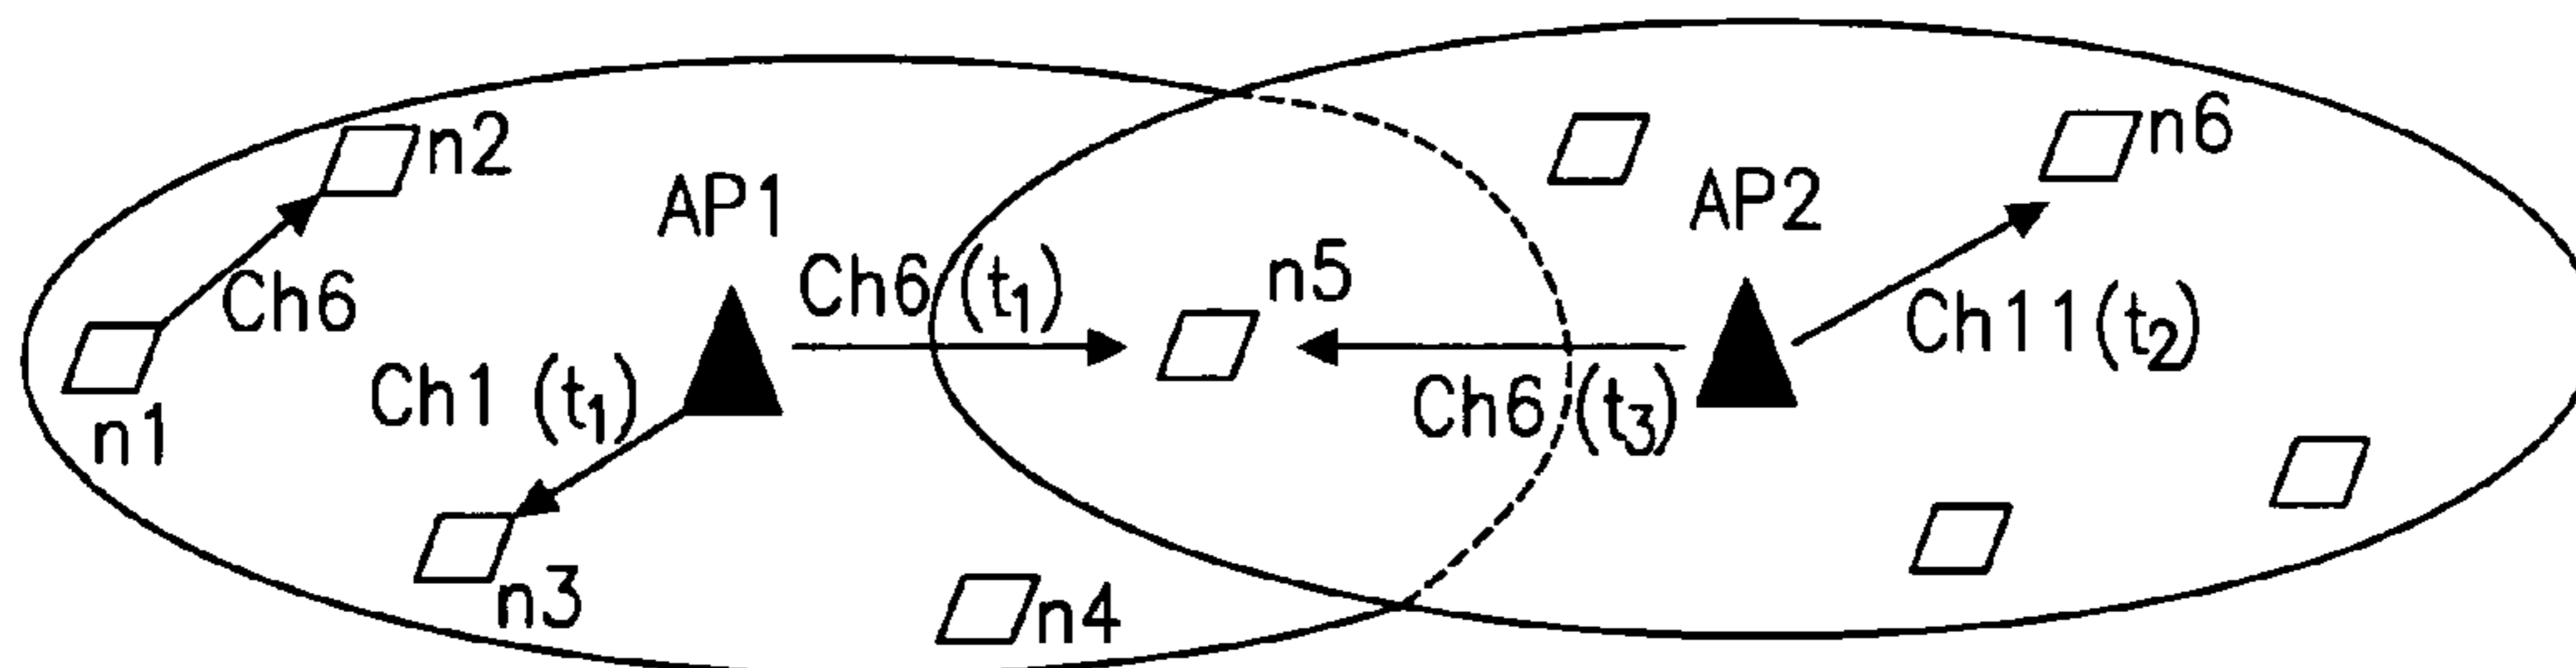 n2
n6
AP1
AP2
Ch6 (t1)
n5
Ch6
Ch11(t2)
Ch1 (t1)
Ch6 (t3)
n1
n3
n4